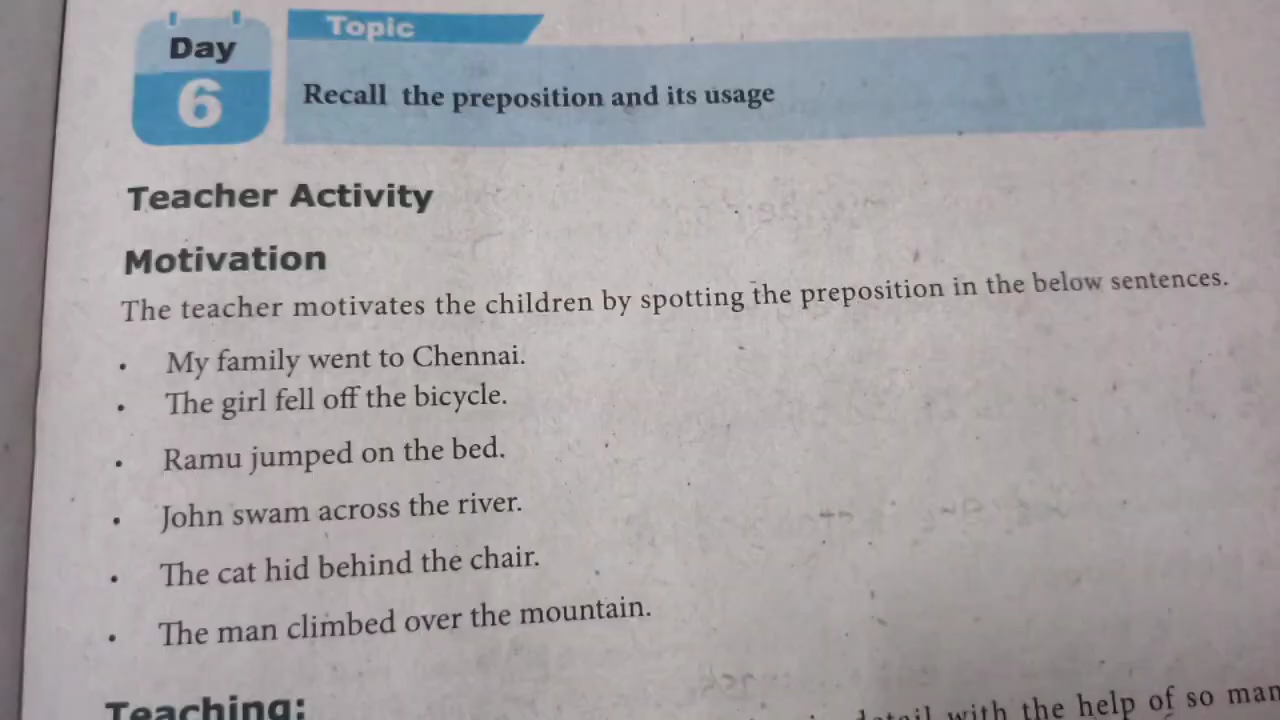 Topic
Day
6
Recall the preposition and its usage
Teacher Activity
Motivation
The teacher motivates the children by spotting the preposition in the below sentences.
• My family went to Chennai.
• The girl fell off the bicycle.
• Ramu jumped on the bed.
• John swam across the river.
• The cat hid behind the chair.
• The man climbed over the mountain.
Teaching:
detail with the help of so man